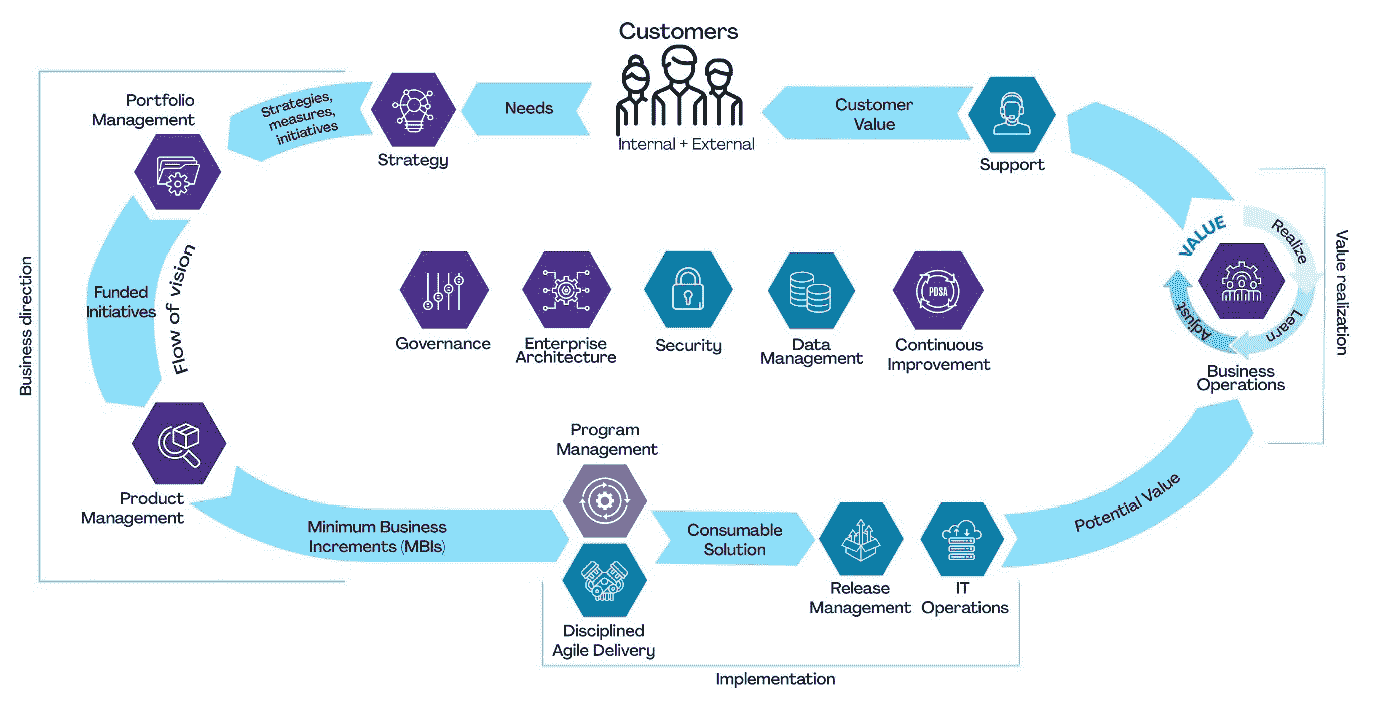 Customers
Internal + External
Needs
Strategy
Strategies,
measures,
initiatives
Portfolio
Management
Funded
Initiatives
Flow of vision
Business direction
Product
Management
Minimum Business
Increments (MBIs)
Program
Management
Disciplined
Agile Delivery
Consumable
Solution
Release
Management
IT
Operations
Implementation
Potential Value
Business
Operations
VALUE
Realize
Learn
Adjust
Value realization
Support
Customer
Value
Governance
Enterprise
Architecture
Security
Data
Management
PDSA
Continuous
Improvement